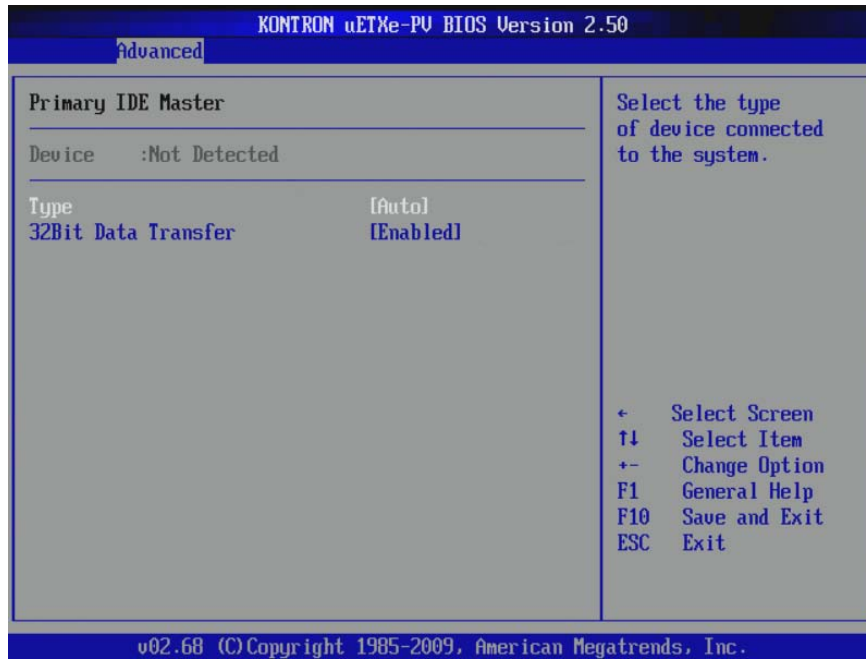 KONTRON uETXe-PV BIOS Version 2.50
Advanced
Primary IDE Master
Device :Not Detected
Type [Auto]
32Bit Data Transfer [Enabled]
Select the type
of device connected
to the system.
← Select Screen
↑↓ Select Item
+- Change Option
F1 General Help
F10 Save and Exit
ESC Exit
v02.68 (C)Copyright 1985-2009, American Megatrends, Inc.